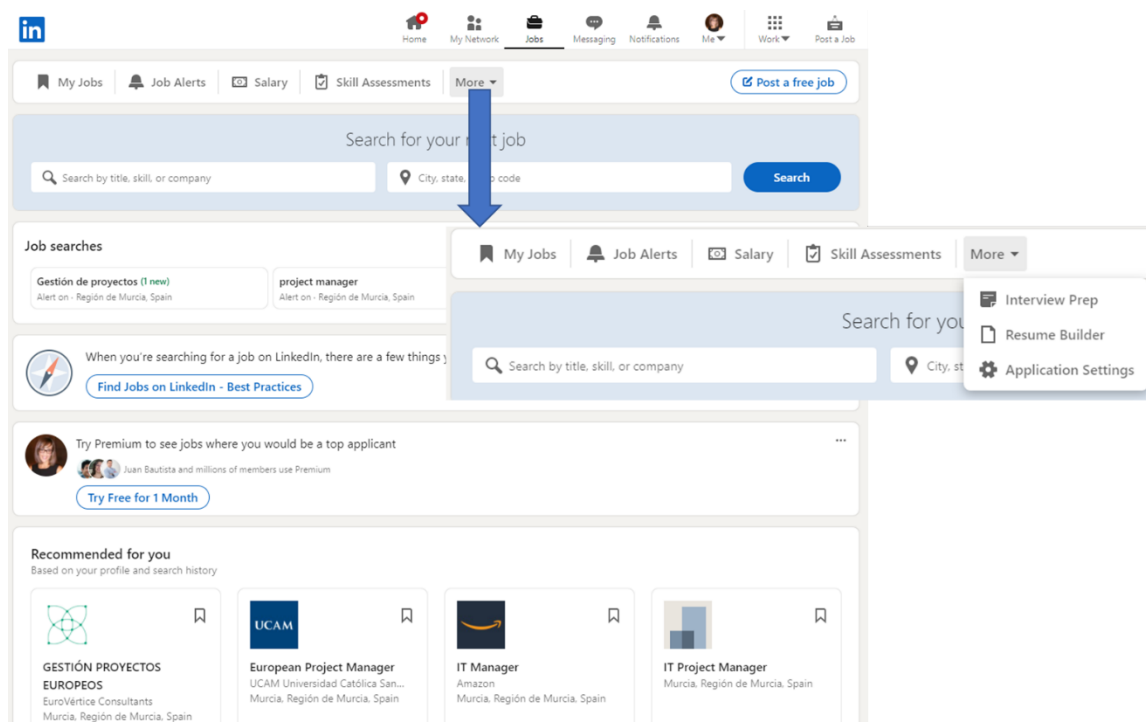 in
Home
My Network
Jobs
Messaging
Notifications
Me
Work
Post a Job
My Jobs
Job Alerts
Salary
Skill Assessments
More
Post a free job
Search for your t job
Search by title, skill, or company
City, state, code
Search
Job searches
Gestión de proyectos (1 new)
Alert on · Región de Murcia, Spain
project manager
Alert on · Región de Murcia, Spain
My Jobs
Job Alerts
Salary
Skill Assessments
More
Interview Prep
Resume Builder
Application Settings
Search for you
Search by title, skill, or company
City, st
When you're searching for a job on LinkedIn, there are a few things y
Find Jobs on LinkedIn - Best Practices
Try Premium to see jobs where you would be a top applicant
Juan Bautista and millions of members use Premium
Try Free for 1 Month
Recommended for you
Based on your profile and search history
GESTIÓN PROYECTOS
EUROPEOS
EuroVértice Consultants
Murcia, Región de Murcia, Spain
UCAM
European Project Manager
UCAM Universidad Católica San...
Murcia, Región de Murcia, Spain
IT Manager
Amazon
Murcia, Región de Murcia, Spain
IT Project Manager
Murcia, Región de Murcia, Spain